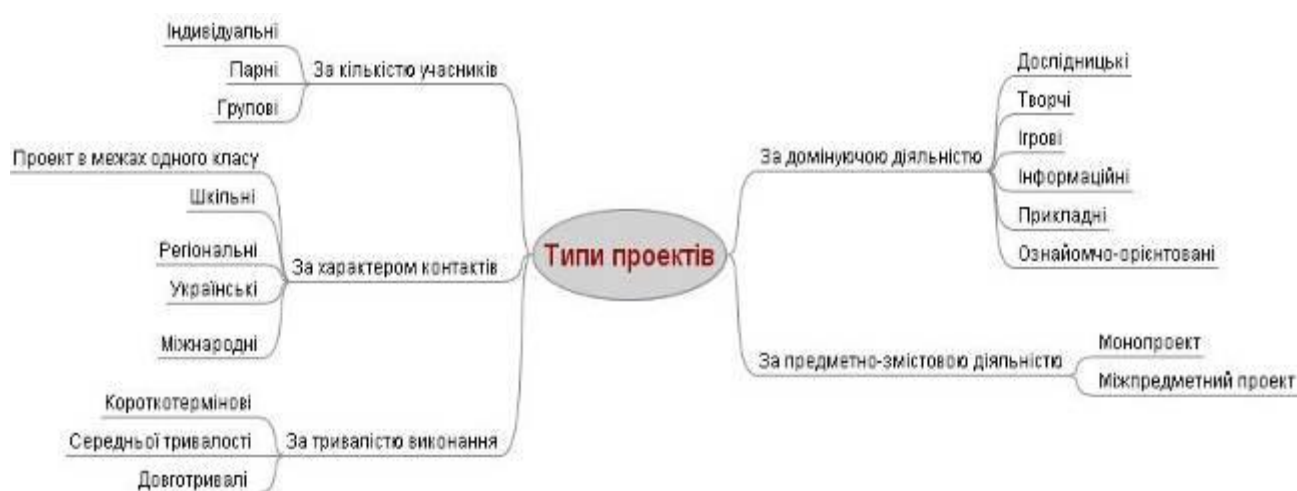 Типи проектів
За кількістю учасників
Індивідуальні
Парні
Групові
За характером контактів
Проект в межах одного класу
Шкільні
Регіональні
Українські
Міжнародні
За тривалістю виконання
Короткотермінові
Середньої тривалості
Довготривалі
За домінуючою діяльністю
Дослідницькі
Творчі
Ігрові
Інформаційні
Прикладні
Ознайомчо-орієнтовані
За предметно-змістовою діяльністю
Монопроект
Міжпредметний проект